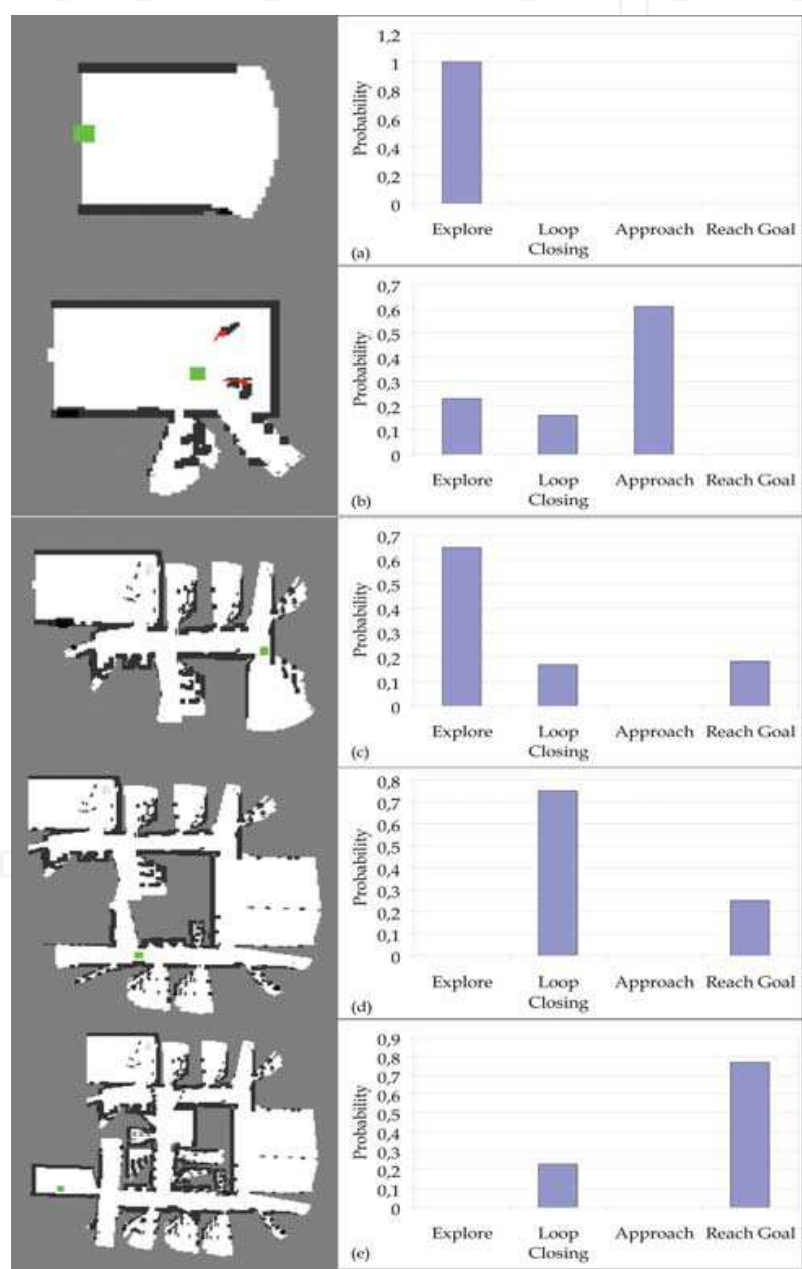 1,2
1
0,8
0,6
0,4
0,2
0
Probability
Explore Loop Closing Approach Reach Goal
(a)
0,7
0,6
0,5
0,4
0,3
0,2
0,1
0
Probability
Explore Loop Closing Approach Reach Goal
(b)
0,7
0,6
0,5
0,4
0,3
0,2
0,1
0
Probability
Explore Loop Closing Approach Reach Goal
(c)
0,8
0,7
0,6
0,5
0,4
0,3
0,2
0,1
0
Probability
Explore Loop Closing Approach Reach Goal
(d)
0,9
0,8
0,7
0,6
0,5
0,4
0,3
0,2
0,1
0
Probability
Explore Loop Closing Approach Reach Goal
(e)